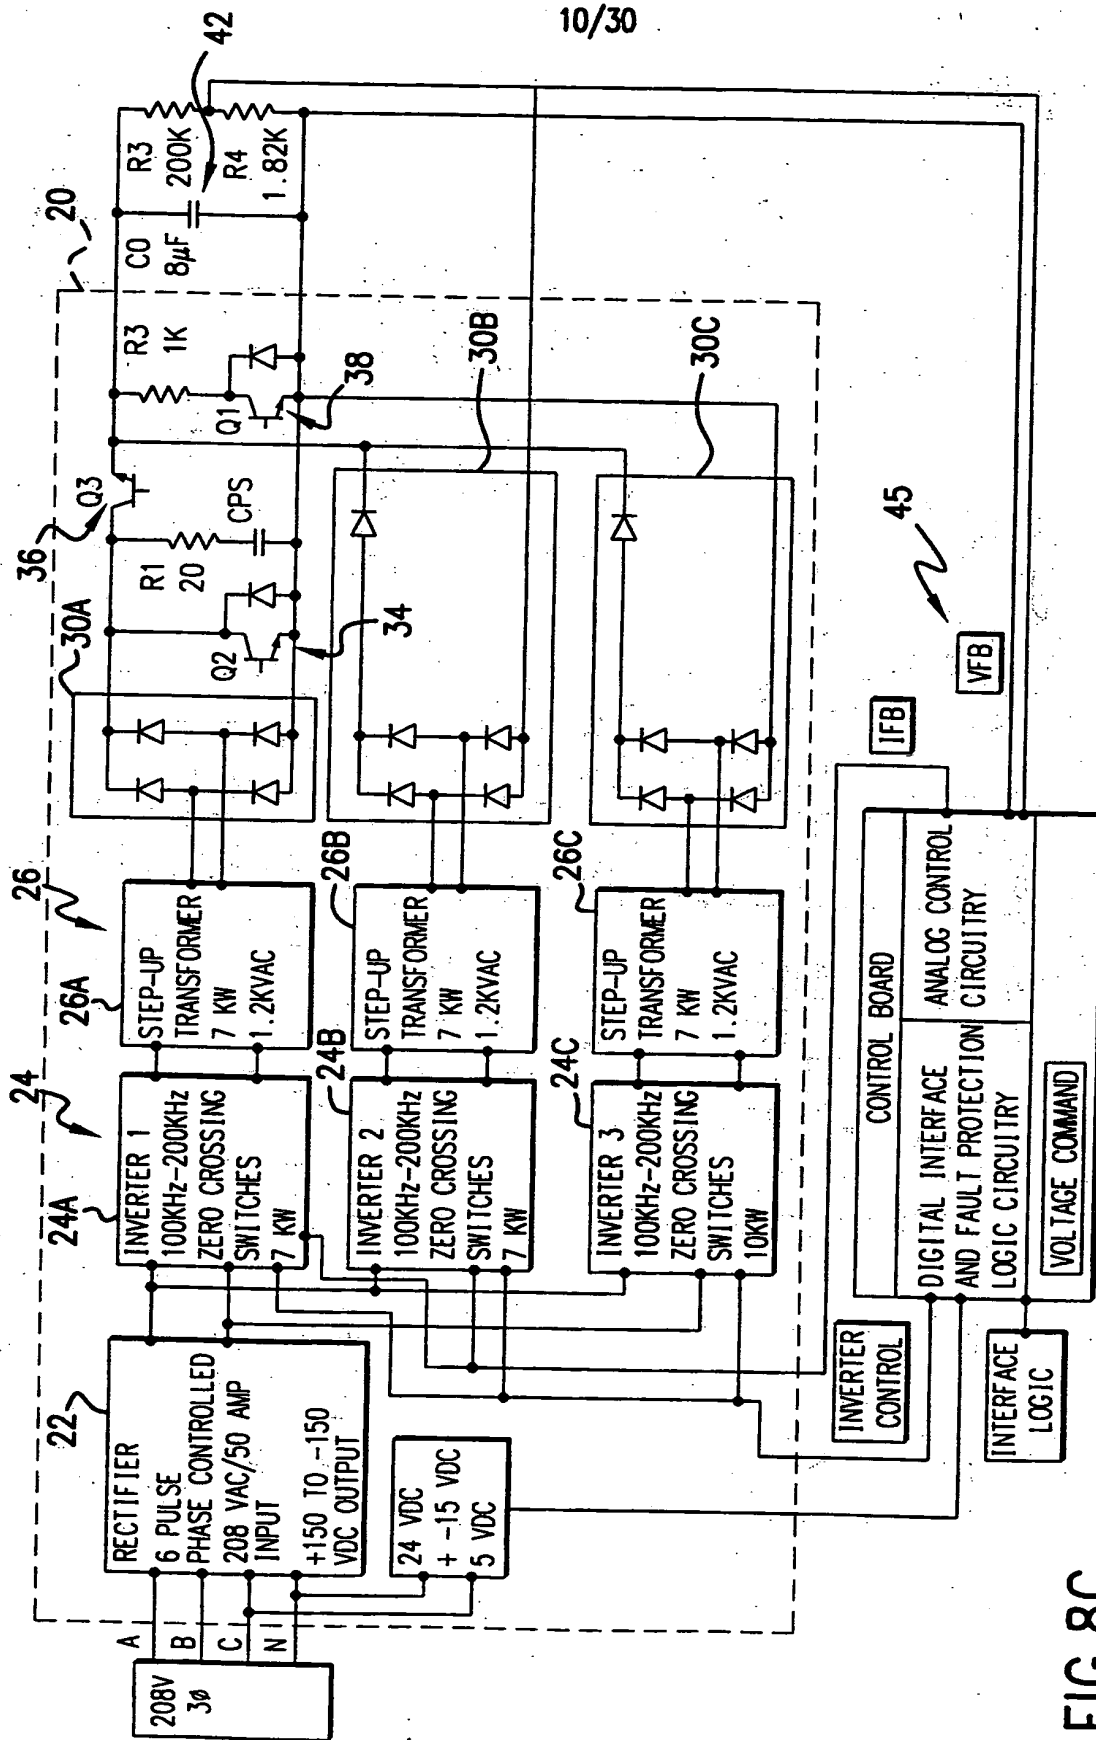 10/30
42
20
R3
200K
R4
1.82K
CO
8µF
R3
1K
Q1
38
30B
30C
36
Q3
R1
20
CPS
Q2
34
30A
45
VFB
IFB
26
26A
STEP-UP
TRANSFORMER
7 KW
1.2KVAC
26B
STEP-UP
TRANSFORMER
7 KW
1.2KVAC
26C
STEP-UP
TRANSFORMER
7 KW
1.2KVAC
24
24A
INVERTER 1
100KHz-200KHz
ZERO CROSSING
SWITCHES
7 KW
24B
INVERTER 2
100KHz-200KHz
ZERO CROSSING
SWITCHES
7 KW
24C
INVERTER 3
100KHz-200KHz
ZERO CROSSING
SWITCHES
10KW
CONTROL BOARD
ANALOG CONTROL
CIRCUITRY
DIGITAL INTERFACE
AND FAULT PROTECTION
LOGIC CIRCUITRY
VOLTAGE COMMAND
INVERTER
CONTROL
INTERFACE
LOGIC
22
RECTIFIER
6 PULSE
PHASE CONTROLLED
208 VAC/50 AMP
INPUT
+150 TO -150
VDC OUTPUT
24 VDC
+ -15 VDC
5 VDC
A
B
C
N
208V
3ø
FIG.8C